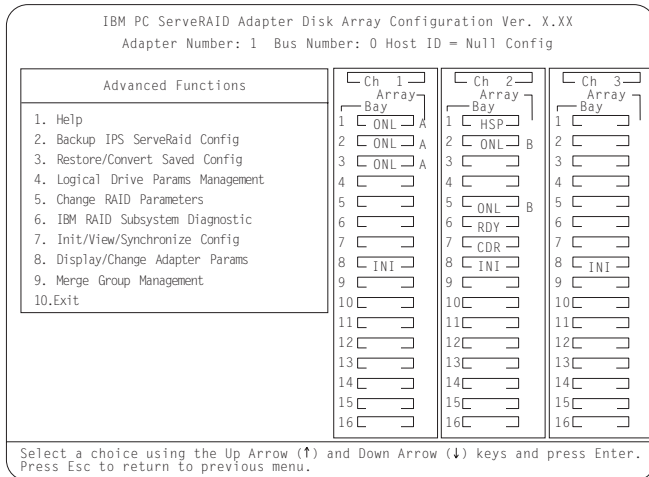 IBM PC ServeRAID Adapter Disk Array Configuration Ver. X.XX
Adapter Number: 1 Bus Number: 0 Host ID = Null Config
Advanced Functions
1. Help
2. Backup IPS ServeRaid Config
3. Restore/Convert Saved Config
4. Logical Drive Params Management
5. Change RAID Parameters
6. IBM RAID Subsystem Diagnostic
7. Init/View/Synchronize Config
8. Display/Change Adapter Params
9. Merge Group Management
10.Exit
Ch 1
Array
Bay
1 ONL A
2 ONL A
3 ONL A
4
5
6
7
8 INI
9
10
11
12
13
14
15
16
Ch 2
Array
Bay
1 HSP
2 ONL B
3
4
5 ONL B
6 RDY
7 CDR
8 INI
9
10
11
12
13
14
15
16
Ch 3
Array
Bay
1
2
3
4
5
6
7
8 INI
9
10
11
12
13
14
15
16
Select a choice using the Up Arrow (↑) and Down Arrow (↓) keys and press Enter.
Press Esc to return to previous menu.